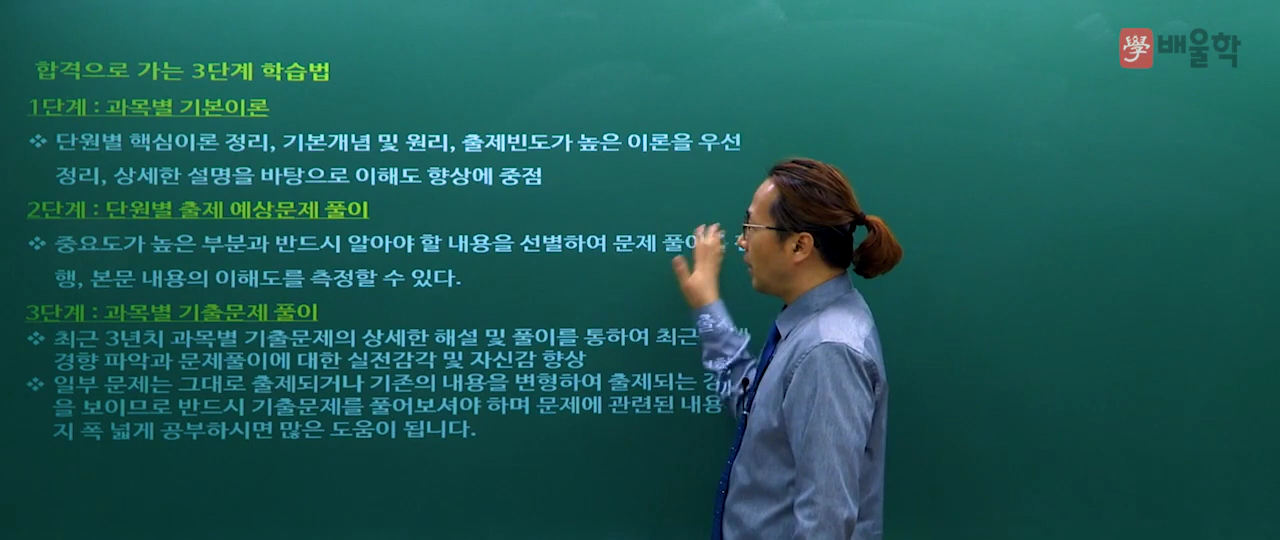 學 배울학
합격으로 가는 3단계 학습법
1단계 : 과목별 기본이론
❖ 단원별 핵심이론 정리, 기본개념 및 원리, 출제빈도가 높은 이론을 우선
정리, 상세한 설명을 바탕으로 이해도 향상에 중점
2단계 : 단원별 출제 예상문제 풀이
❖ 중요도가 높은 부분과 반드시 알아야 할 내용을 선별하여 문제
행, 본문 내용의 이해도를 측정할 수 있다.
3단계 : 과목별 기출문제 풀이
❖ 최근 3년치 과목별 기출문제의 상세한 해설 및 풀이를 통하여 최근
경향 파악과 문제풀이에 대한 실전감각 및 자신감 향상
❖ 일부 문제는 그대로 출제되거나 기존의 내용을 변형하여 출제되는
을 보이므로 반드시 기출문제를 풀어보셔야 하며 문제에 관련된 내용
지 폭 넓게 공부하시면 많은 도움이 됩니다.